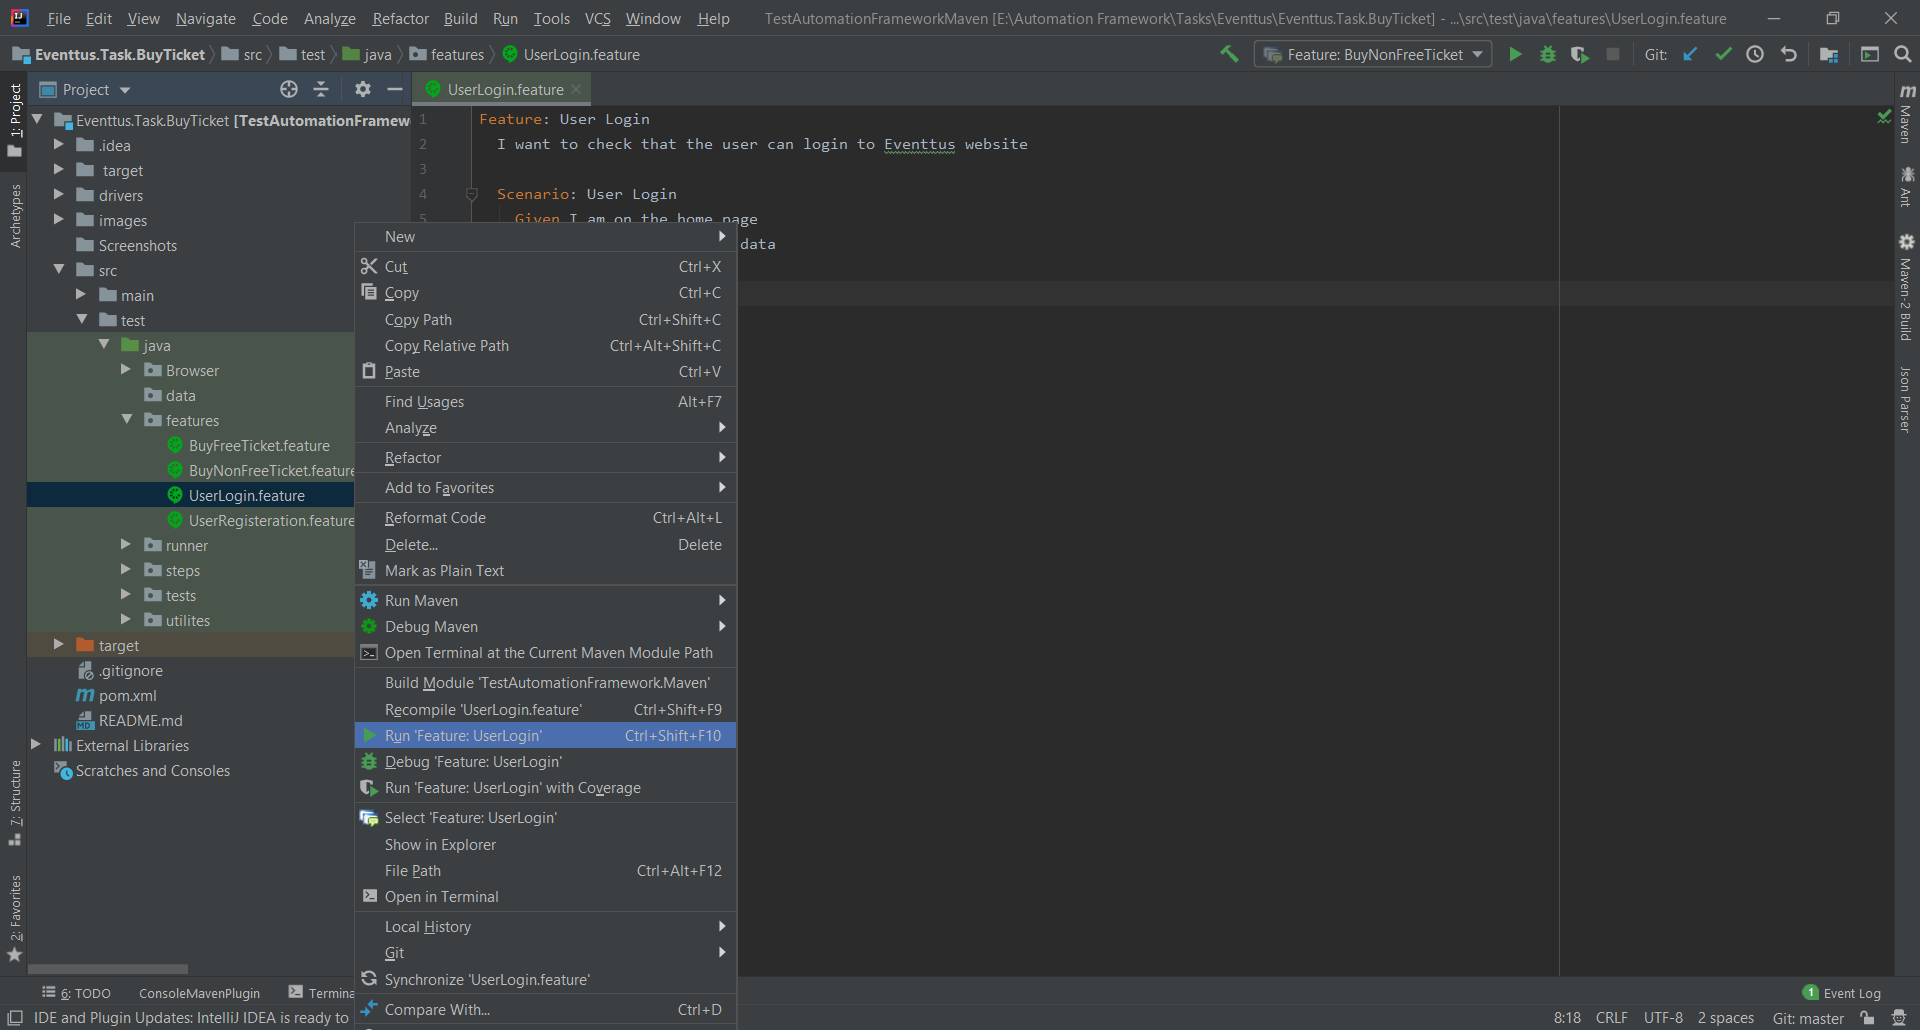 File Edit View Navigate Code Analyze Refactor Build Run Tools VCS Window Help TestAutomationFrameworkMaven [E:\Automation Framework\Tasks\Eventtus\Eventtus.Task.BuyTicket] - ...\src\test\java\features\UserLogin.feature
Eventtus.Task.BuyTicket src test java features UserLogin.feature Feature: BuyNonFreeTicket Git:
Project
UserLogin.feature
1: Project
Archetypes
7: Structure
2: Favorites
Eventtus.Task.BuyTicket [TestAutomationFramew
.idea
target
drivers
images
Screenshots
src
main
test
java
Browser
data
features
BuyFreeTicket.feature
BuyNonFreeTicket.feature
UserLogin.feature
UserRegisteration.feature
runner
steps
tests
utilites
target
.gitignore
pom.xml
README.md
External Libraries
Scratches and Consoles
1 Feature: User Login
2 I want to check that the user can login to Eventtus website
3
4 Scenario: User Login
5 Given I am on the home page
data
New
Cut Ctrl+X
Copy Ctrl+C
Copy Path Ctrl+Shift+C
Copy Relative Path Ctrl+Alt+Shift+C
Paste Ctrl+V
Find Usages Alt+F7
Analyze
Refactor
Add to Favorites
Reformat Code Ctrl+Alt+L
Delete... Delete
Mark as Plain Text
Run Maven
Debug Maven
Open Terminal at the Current Maven Module Path
Build Module 'TestAutomationFramework.Maven'
Recompile 'UserLogin.feature' Ctrl+Shift+F9
Run 'Feature: UserLogin' Ctrl+Shift+F10
Debug 'Feature: UserLogin'
Run 'Feature: UserLogin' with Coverage
Select 'Feature: UserLogin'
Show in Explorer
File Path Ctrl+Alt+F12
Open in Terminal
Local History
Git
Synchronize 'UserLogin.feature'
Compare With... Ctrl+D
Maven
Ant
Maven-2 Build
Json Parser
6: TODO ConsoleMavenPlugin Termina
1 Event Log
IDE and Plugin Updates: IntelliJ IDEA is ready to
8:18 CRLF UTF-8 2 spaces Git: master